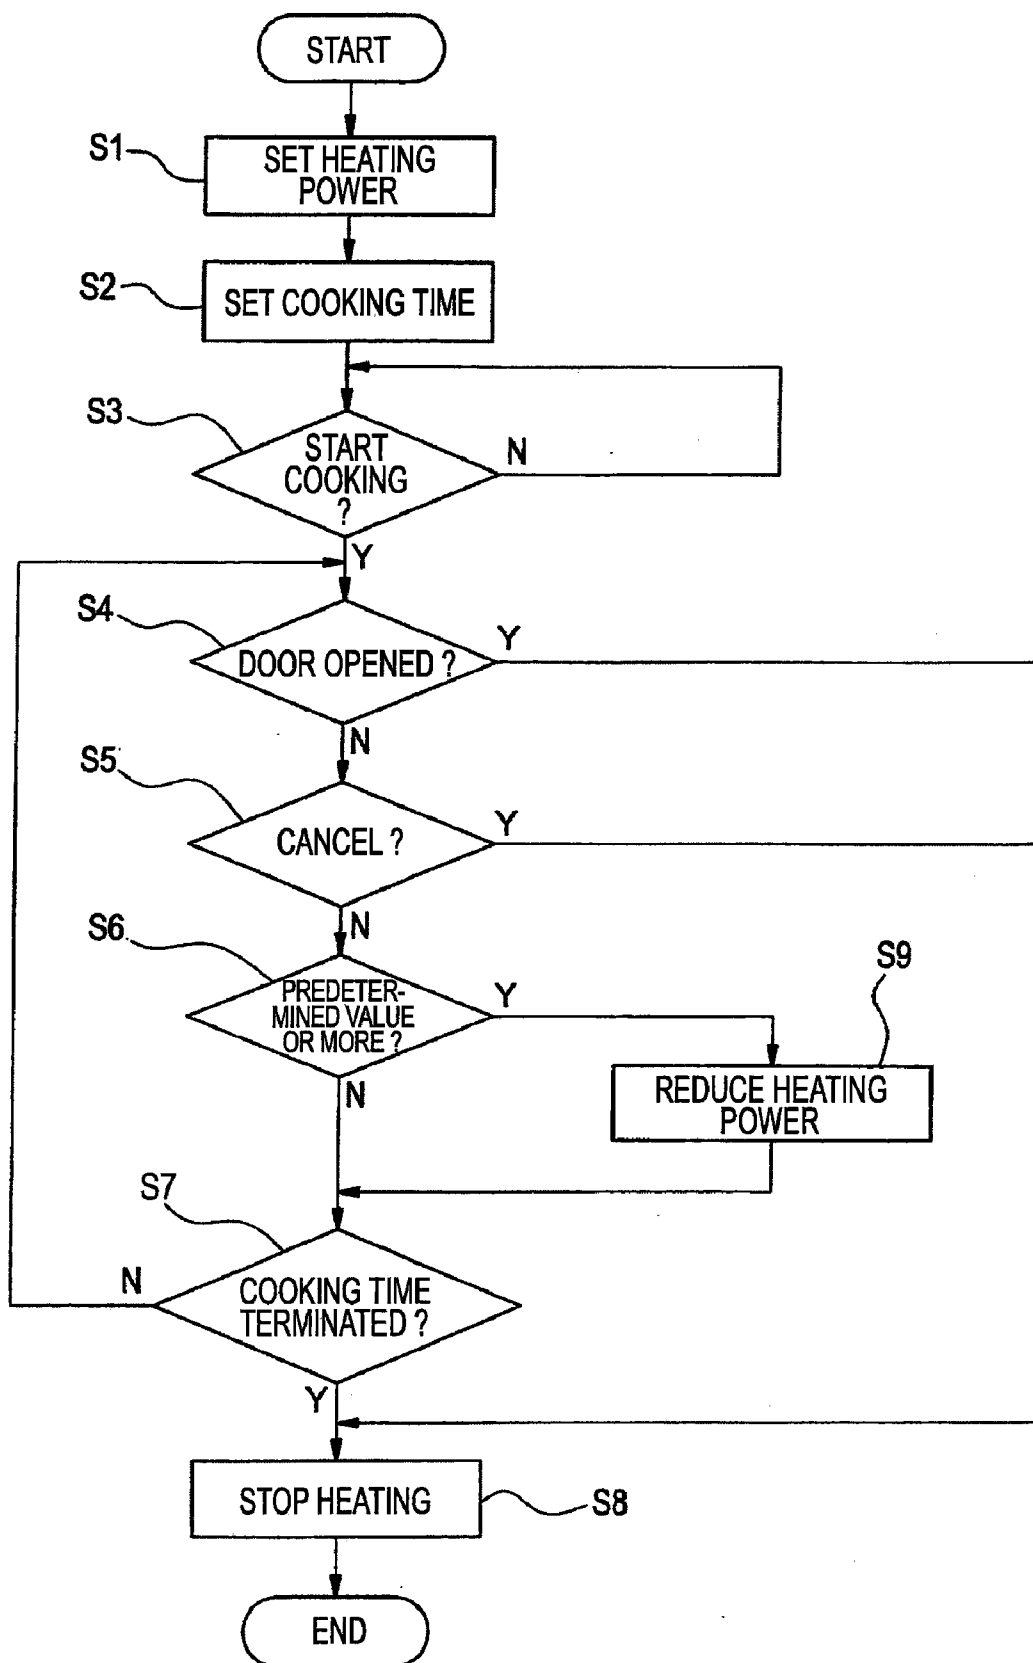 START
S1
SET HEATING
POWER
S2
SET COOKING TIME
S3
START
COOKING
?
N
Y
S4
DOOR OPENED ?
Y
N
S5
CANCEL ?
Y
N
S6
PREDETER-
MINED VALUE
OR MORE ?
Y
N
S9
REDUCE HEATING
POWER
S7
COOKING TIME
TERMINATED ?
N
Y
STOP HEATING
S8
END